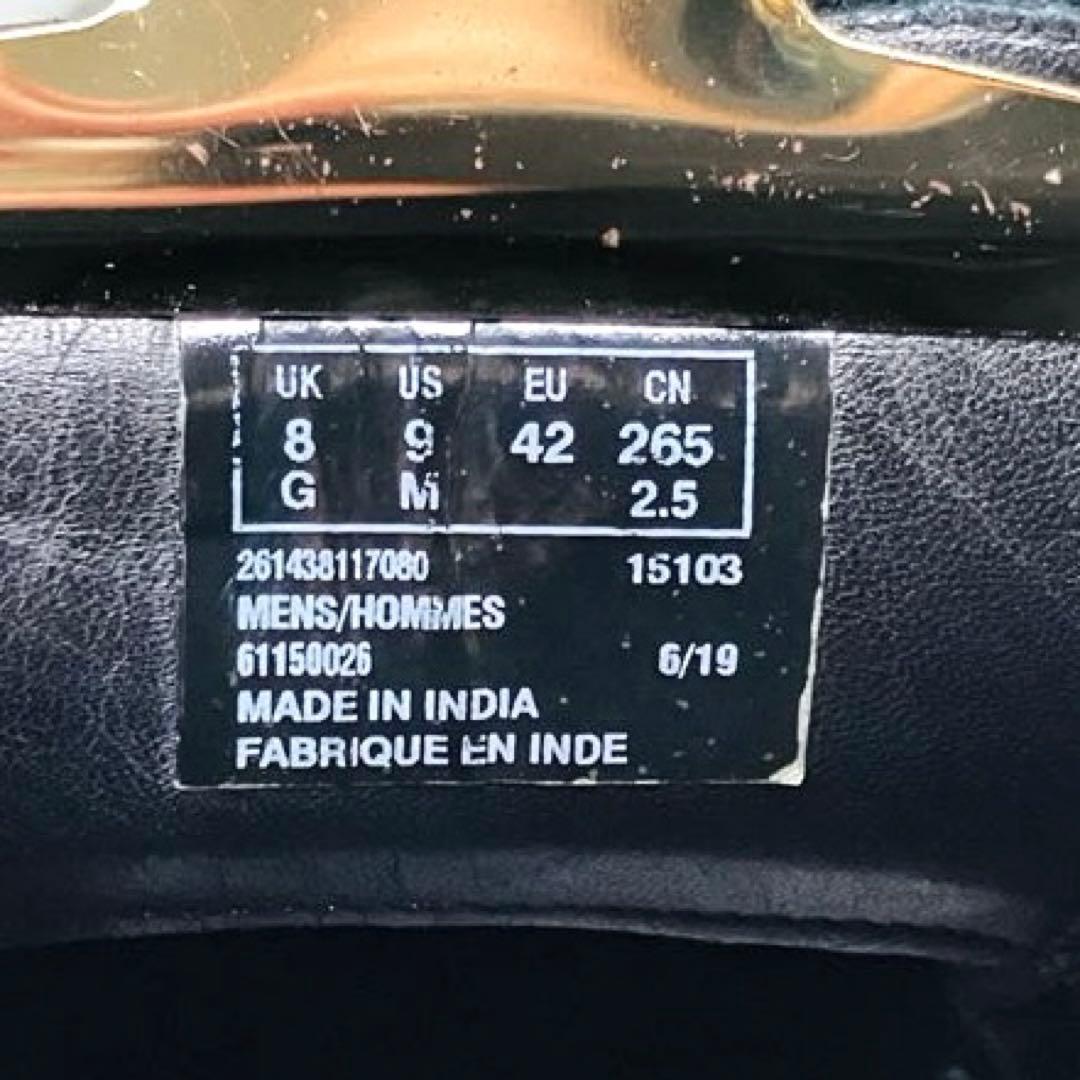 UK US EU CN
8 9 42 265
G M 2.5
261438117080 15103
MENS/HOMMES
61150026 6/19
MADE IN INDIA
FABRIQUE EN INDE